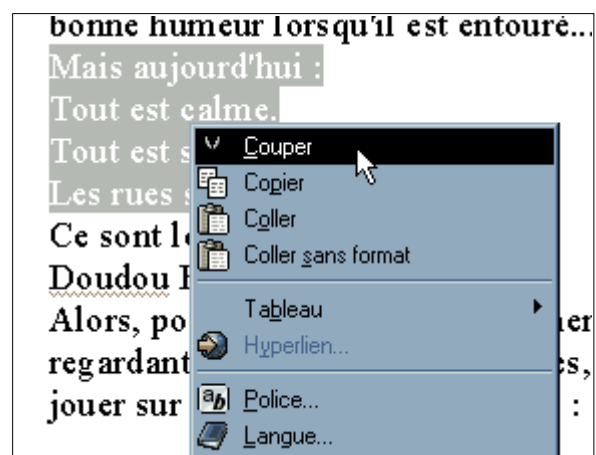 bonne humeur lorsqu'il est entouré...
Mais aujourd'hui :
Tout est calme.
Tout est
Les rues
Ce sont
Doudou
Alors, po
regardant
jouer sur :
Couper
Copier
Coller
Coller sans format
Tableau
Hyperlien...
Police...
Langue...